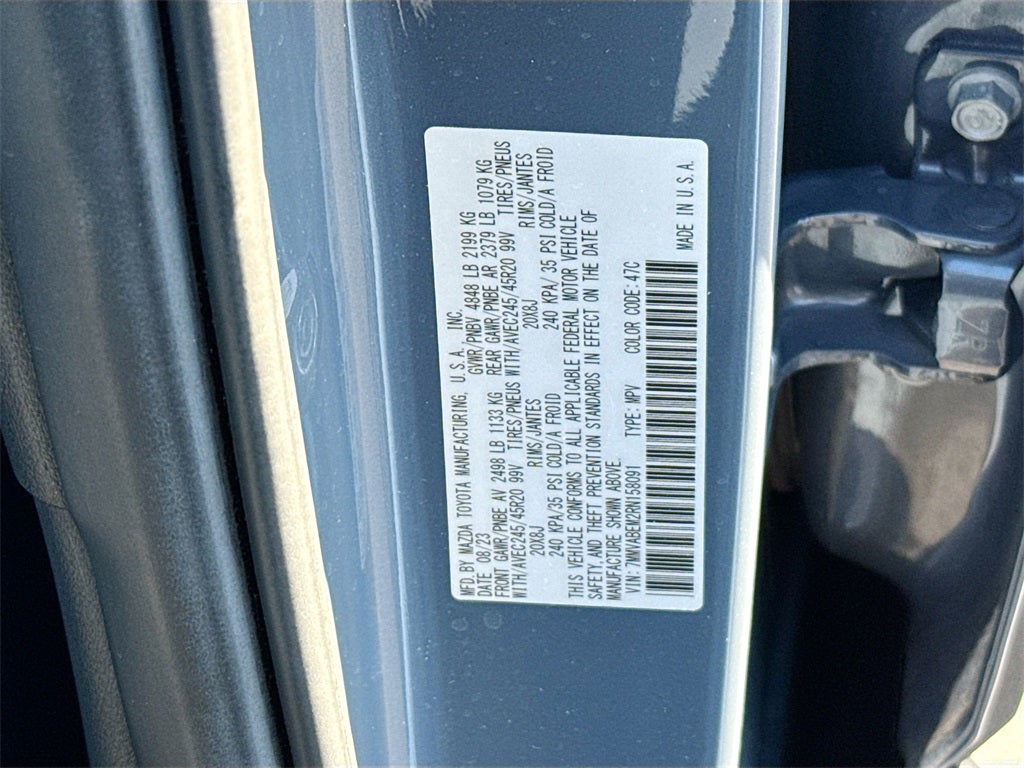 MFD.BY MAZDA TOYOTA MANUFACTURING, U.S.A., INC.
DATE 08/23 GVWR/PNBV 4848 LB 2199 KG
FRONT GAWR/PNBE AV 2498 LB 1133 KG REAR GAWR/PNBE AR 2379 LB 1079 KG
WITH/AVEC245/45R20 99V TIRES/PNEUS WITH/AVEC245/45R20 99V TIRES/PNEUS
20X8J RIMS/JANTES 20X8J RIMS/JANTES
240 KPA/35 PSI COLD/A FROID 240 KPA/ 35 PSI COLD/A FROID
THIS VEHICLE CONFORMS TO ALL APPLICABLE FEDERAL MOTOR VEHICLE
SAFETY, AND THEFT PREVENTION STANDARDS IN EFFECT ON THE DATE OF
MANUFACTURE SHOWN ABOVE.
VIN: 7MMVABEM2RN158091 TYPE: MPV COLOR CODE: 47C
MADE IN U.S.A.